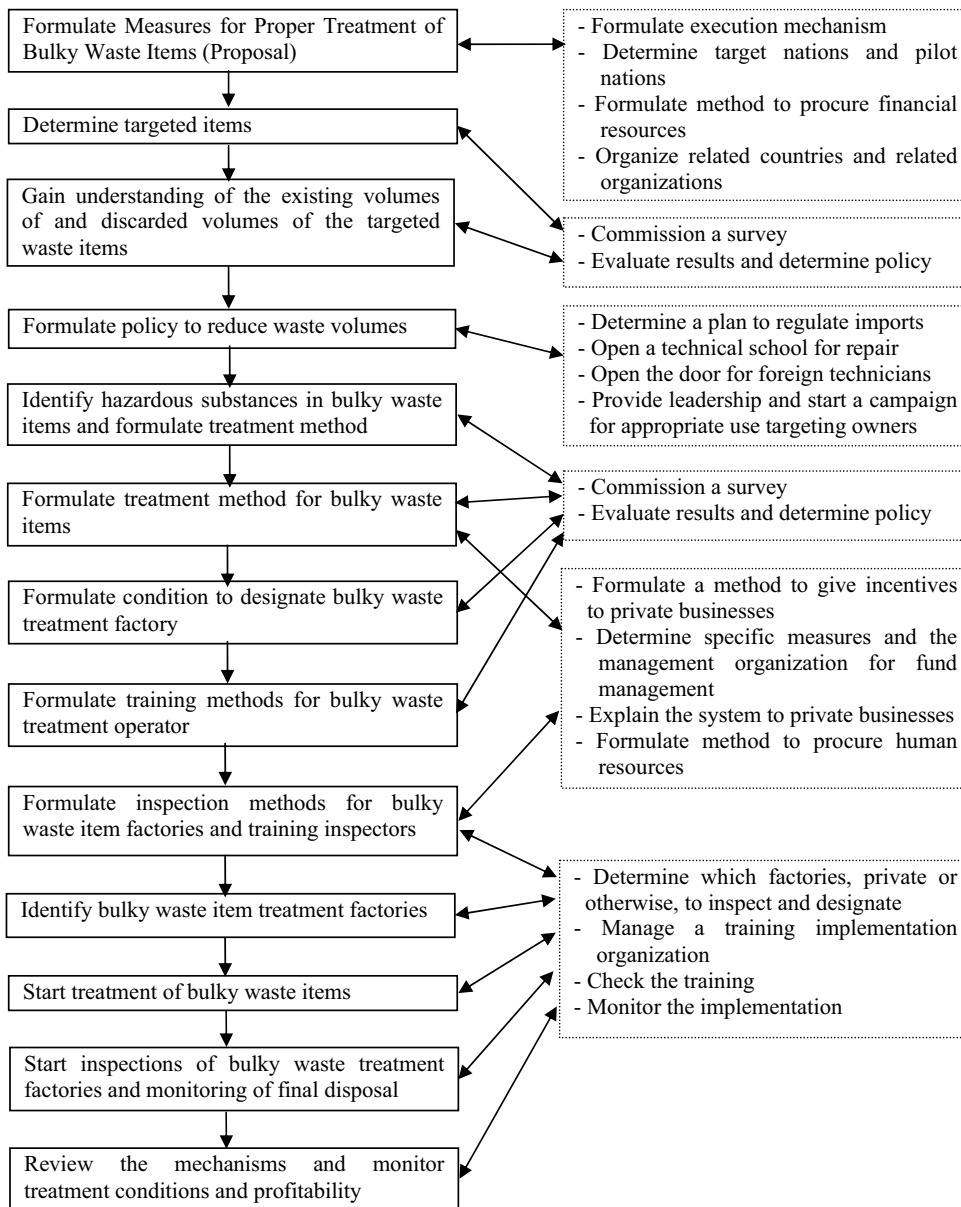 Formulate Measures for Proper Treatment of
Bulky Waste Items (Proposal)
Determine targeted items
Gain understanding of the existing volumes
of and discarded volumes of the targeted
waste items
Formulate policy to reduce waste volumes
Identify hazardous substances in bulky waste
items and formulate treatment method
Formulate treatment method for bulky waste
items
Formulate condition to designate bulky waste
treatment factory
Formulate training methods for bulky waste
treatment operator
Formulate inspection methods for bulky
waste item factories and training inspectors
Identify bulky waste item treatment factories
Start treatment of bulky waste items
Start inspections of bulky waste treatment
factories and monitoring of final disposal
Review the mechanisms and monitor
treatment conditions and profitability
- Formulate execution mechanism
- Determine target nations and pilot
nations
- Formulate method to procure financial
resources
- Organize related countries and related
organizations
- Commission a survey
- Evaluate results and determine policy
- Determine a plan to regulate imports
- Open a technical school for repair
- Open the door for foreign technicians
- Provide leadership and start a campaign
for appropriate use targeting owners
- Commission a survey
- Evaluate results and determine policy
- Formulate a method to give incentives
to private businesses
- Determine specific measures and the
management organization for fund
management
- Explain the system to private businesses
- Formulate method to procure human
resources
- Determine which factories, private or
otherwise, to inspect and designate
- Manage a training implementation
organization
- Check the training
- Monitor the implementation